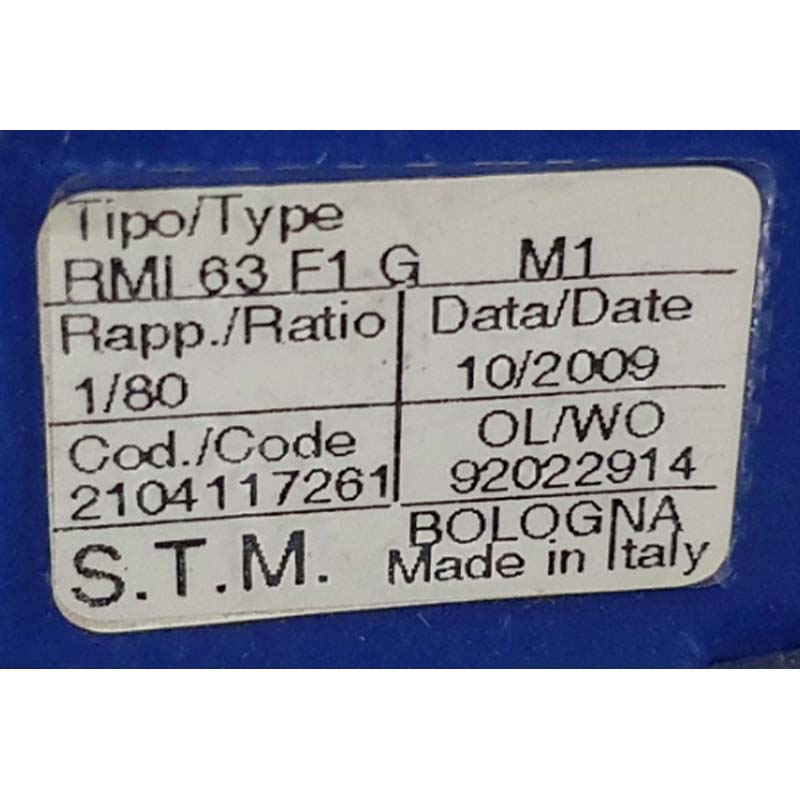 Tipo/Type
RMI 63 F1 G M1
Rapp./Ratio Data/Date
1/80 10/2009
Cod./Code OL/WO
2104117261 92022914
S.T.M. BOLOGNA
Made in Italy